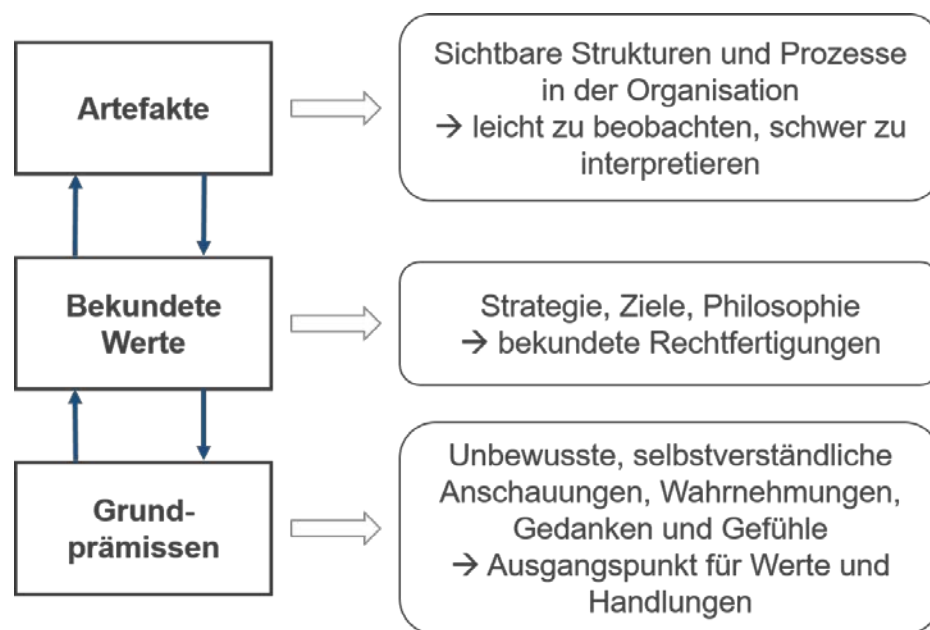 Artefakte
Sichtbare Strukturen und Prozesse
in der Organisation
→ leicht zu beobachten, schwer zu
interpretieren
Bekundete
Werte
Strategie, Ziele, Philosophie
→ bekundete Rechtfertigungen
Grund-
prämissen
Unbewusste, selbstverständliche
Anschauungen, Wahrnehmungen,
Gedanken und Gefühle
→ Ausgangspunkt für Werte und
Handlungen